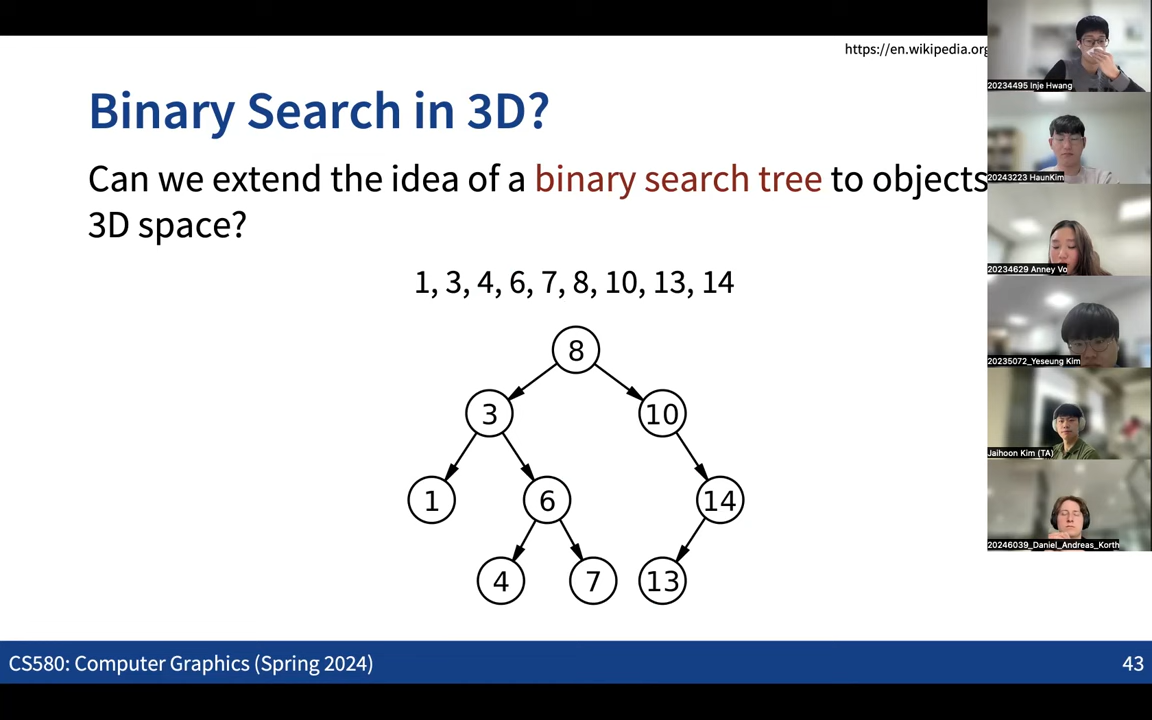 https://en.wikipedia.org
Binary Search in 3D?
Can we extend the idea of a binary search tree to objects
3D space?
1, 3, 4, 6, 7, 8, 10, 13, 14
8
3
10
1
6
14
4
7
13
CS580: Computer Graphics (Spring 2024)
43
20234495 Inje Hwang
20243223 HaunKim
20234629 Anney Vo
20235072_Yeseung Kim
Jaihoon Kim (TA)
20246039_Daniel_Andreas_Korth